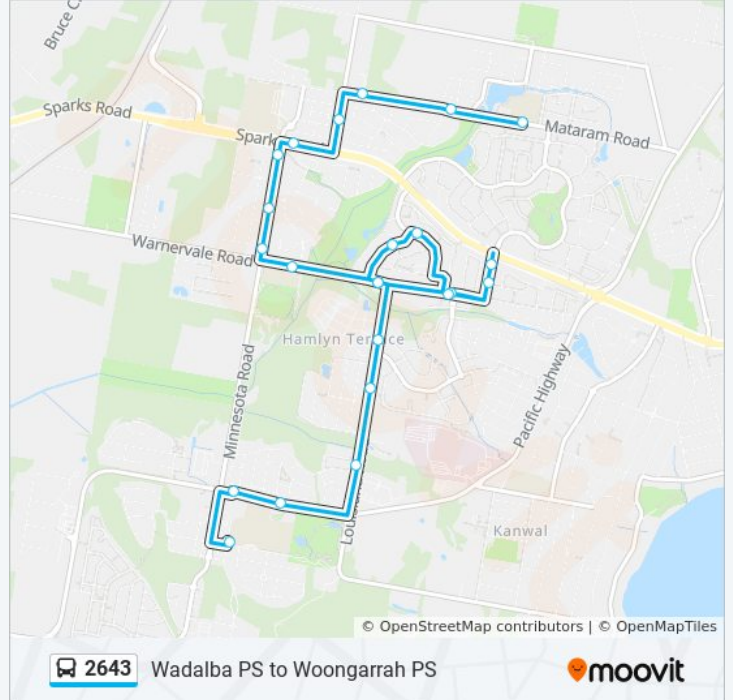 Bruce C
Sparks Road
Spark
Mataram Road
Warnervale Road
Hamlyn Terrace
Minnesota Road
Pacific Highway
Loui
Kanwal
© OpenStreetMap contributors | © OpenMapTiles
2643 Wadalba PS to Woongarrah PS
moovit